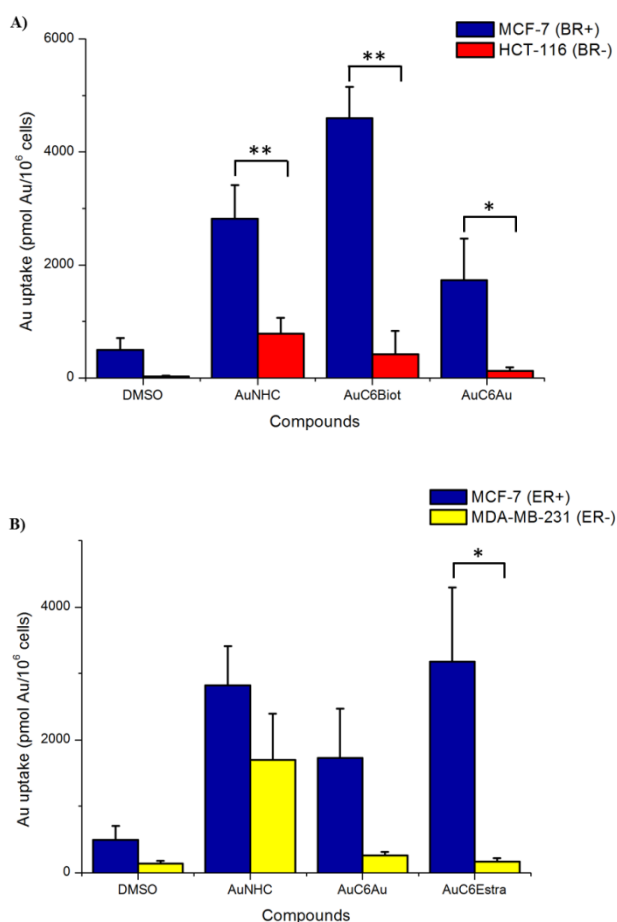 A)
MCF-7 (BR+)
HCT-116 (BR-)
6000
4000
2000
0
Au uptake (pmol Au/10⁶ cells)
**
**
*
DMSO AuNHC AuC6Biot AuC6Au
Compounds
B)
MCF-7 (ER+)
MDA-MB-231 (ER-)
4000
2000
0
Au uptake (pmol Au/10⁶ cells)
*
DMSO AuNHC AuC6Au AuC6Estra
Compounds